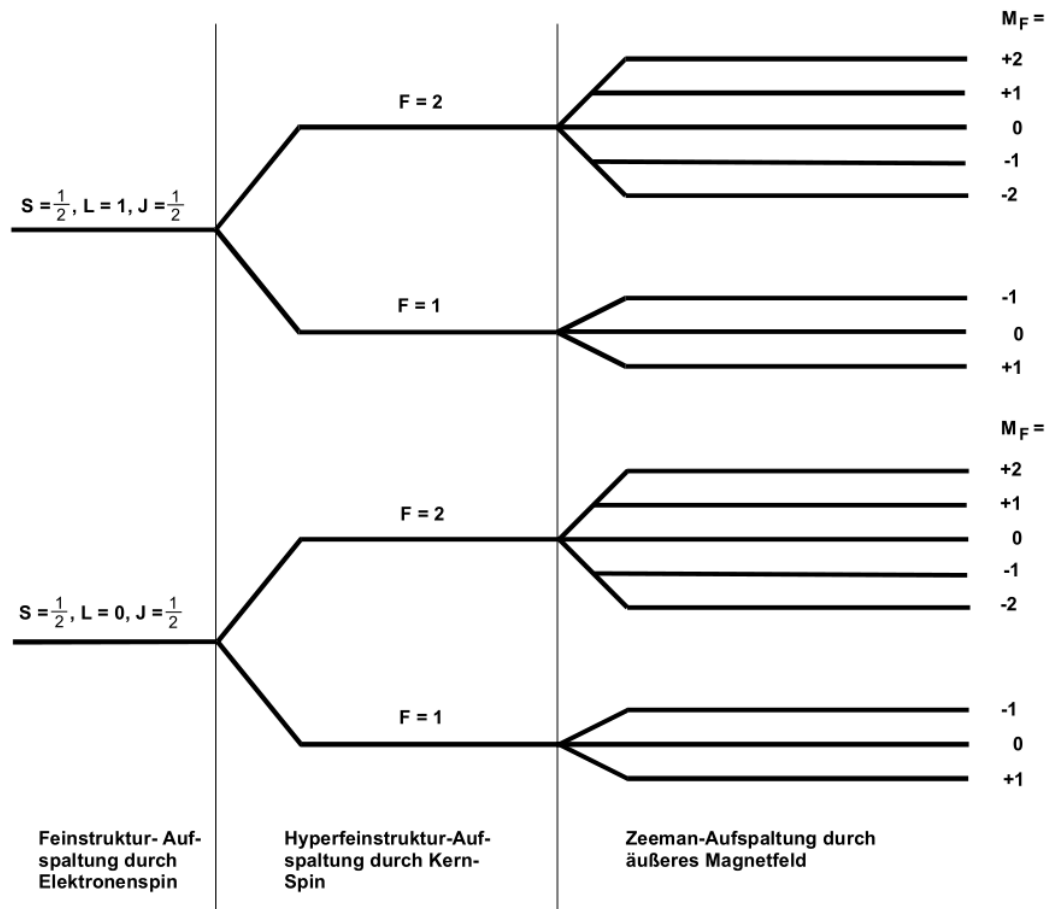 M_F =
+2
+1
0
-1
-2
F = 2
S = 1/2 , L = 1, J = 1/2
F = 1
-1
0
+1
M_F =
+2
+1
0
-1
-2
F = 2
S = 1/2 , L = 0, J = 1/2
F = 1
-1
0
+1
Feinstruktur- Auf-
spaltung durch
Elektronenspin
Hyperfeinstruktur-Auf-
spaltung durch Kern-
Spin
Zeeman-Aufspaltung durch
äußeres Magnetfeld